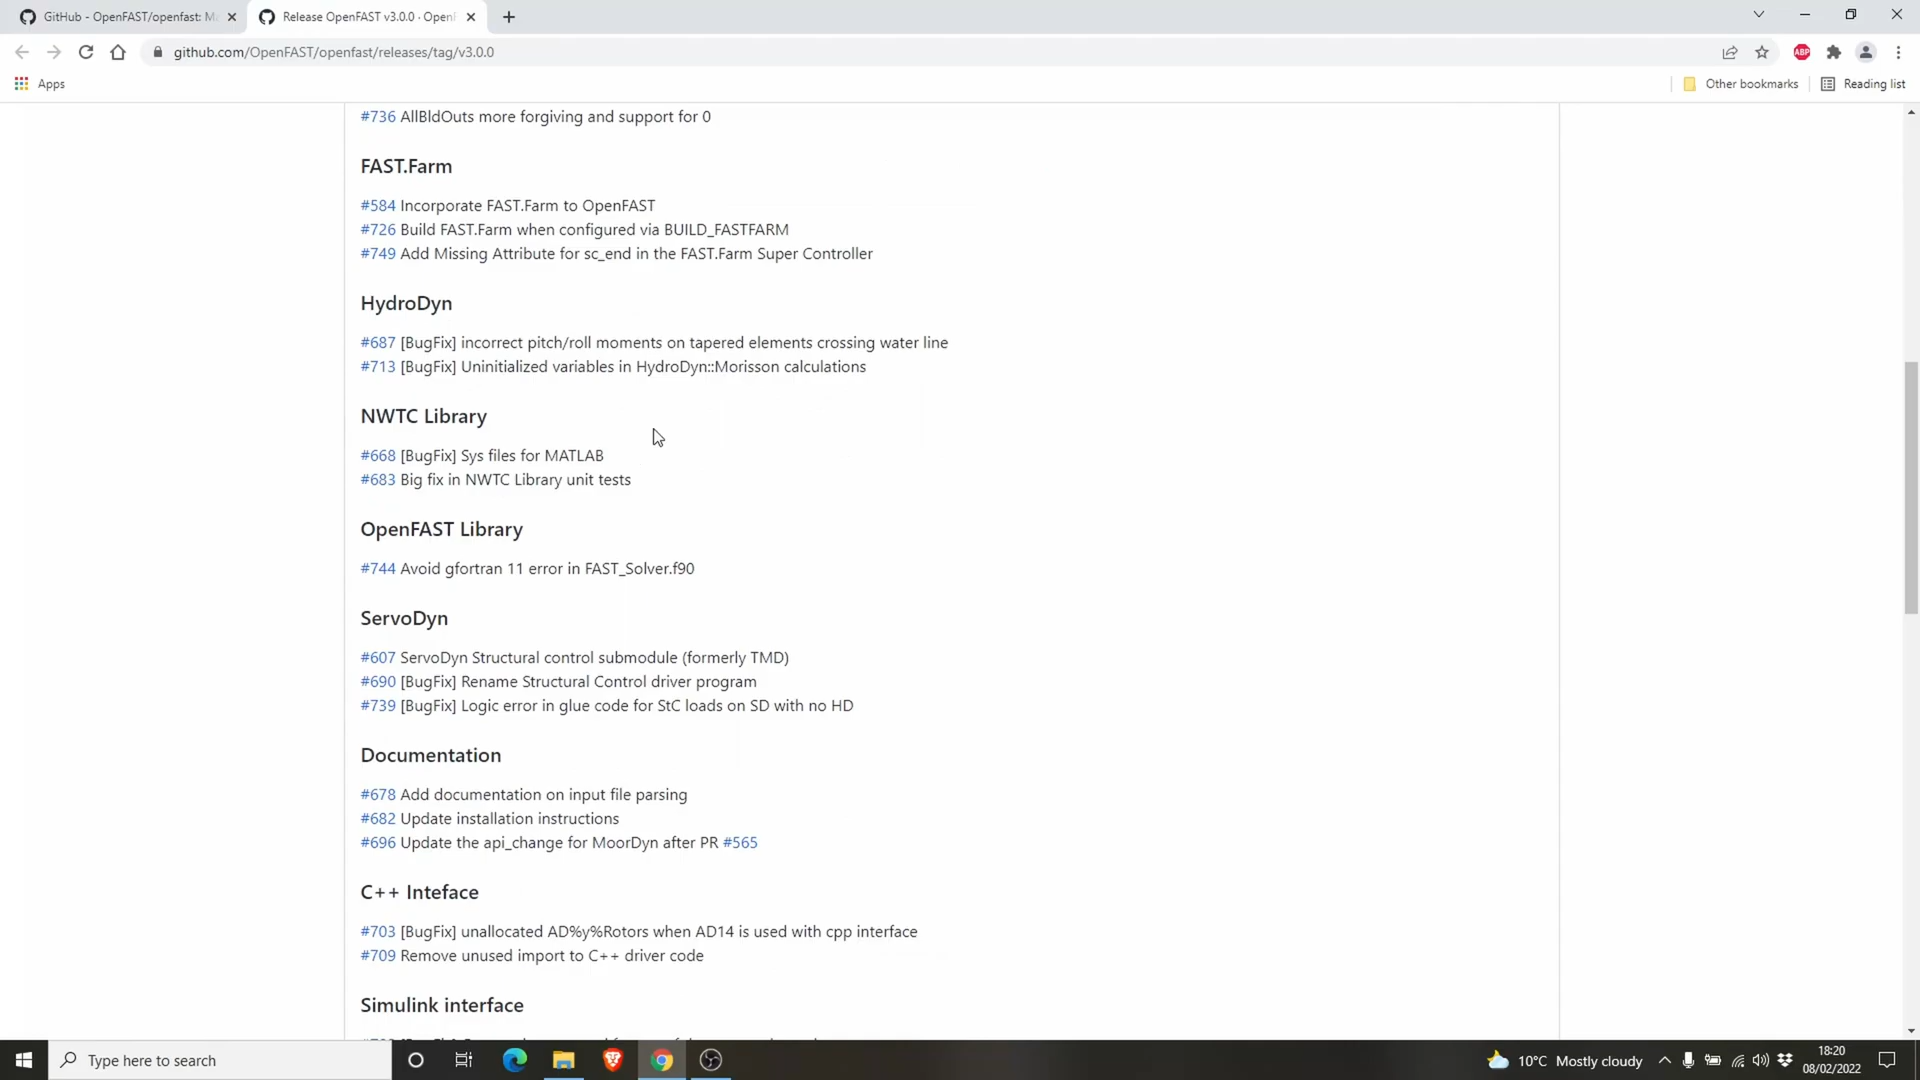 GitHub - OpenFAST/openfast: M
Release OpenFAST v3.0.0 · Open
github.com/OpenFAST/openfast/releases/tag/v3.0.0
ABP
Apps
Other bookmarks
Reading list
#736 AllBldOuts more forgiving and support for 0
FAST.Farm
#584 Incorporate FAST.Farm to OpenFAST
#726 Build FAST.Farm when configured via BUILD_FASTFARM
#749 Add Missing Attribute for sc_end in the FAST.Farm Super Controller
HydroDyn
#687 [BugFix] incorrect pitch/roll moments on tapered elements crossing water line
#713 [BugFix] Uninitialized variables in HydroDyn::Morisson calculations
NWTC Library
#668 [BugFix] Sys files for MATLAB
#683 Big fix in NWTC Library unit tests
OpenFAST Library
#744 Avoid gfortran 11 error in FAST_Solver.f90
ServoDyn
#607 ServoDyn Structural control submodule (formerly TMD)
#690 [BugFix] Rename Structural Control driver program
#739 [BugFix] Logic error in glue code for StC loads on SD with no HD
Documentation
#678 Add documentation on input file parsing
#682 Update installation instructions
#696 Update the api_change for MoorDyn after PR #565
C++ Inteface
#703 [BugFix] unallocated AD%y%Rotors when AD14 is used with cpp interface
#709 Remove unused import to C++ driver code
Simulink interface
Type here to search
10°C Mostly cloudy
18:20
08/02/2022